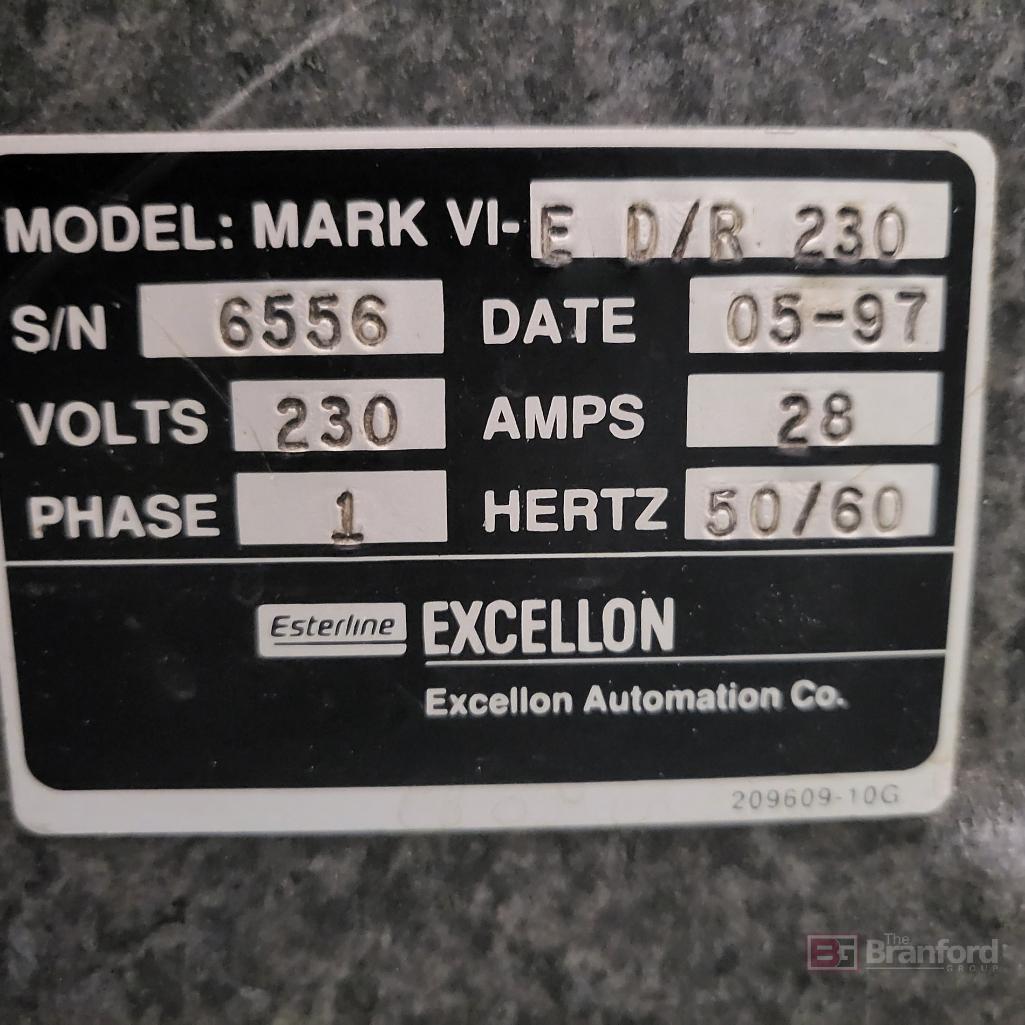 MODEL: MARK VI-E D/R 230
S/N 6556 DATE 05-97
VOLTS 230 AMPS 28
PHASE 1 HERTZ 50/60
Esterline EXCELLON
Excellon Automation Co.
209609-10G
BG The Branford GROUP